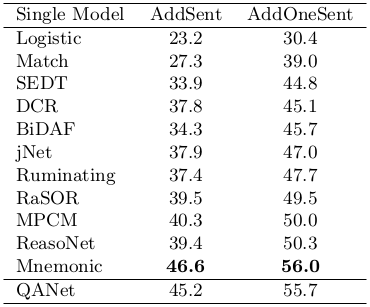 Single Model AddSent AddOneSent
Logistic 23.2 30.4
Match 27.3 39.0
SEDT 33.9 44.8
DCR 37.8 45.1
BiDAF 34.3 45.7
jNet 37.9 47.0
Ruminating 37.4 47.7
RaSOR 39.5 49.5
MPCM 40.3 50.0
ReasoNet 39.4 50.3
Mnemonic 46.6 56.0
QANet 45.2 55.7